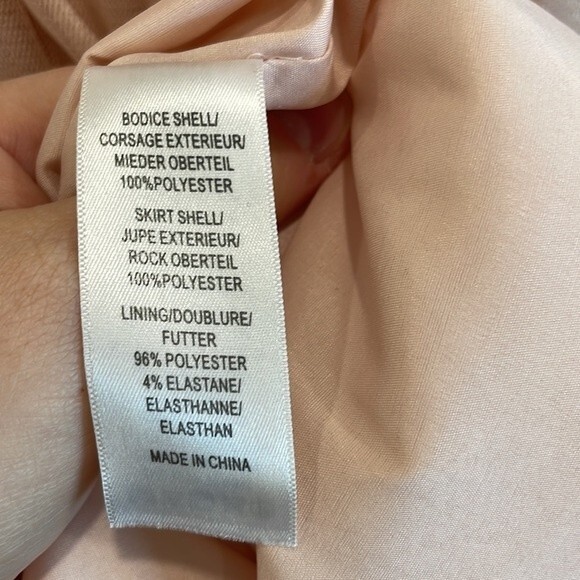 BODICE SHELL/
CORSAGE EXTERIEUR/
MIEDER OBERTEIL
100%POLYESTER
SKIRT SHELL/
JUPE EXTERIEUR/
ROCK OBERTEIL
100%POLYESTER
LINING/DOUBLURE/
FUTTER
96% POLYESTER
4% ELASTANE/
ELASTHANNE/
ELASTHAN
MADE IN CHINA